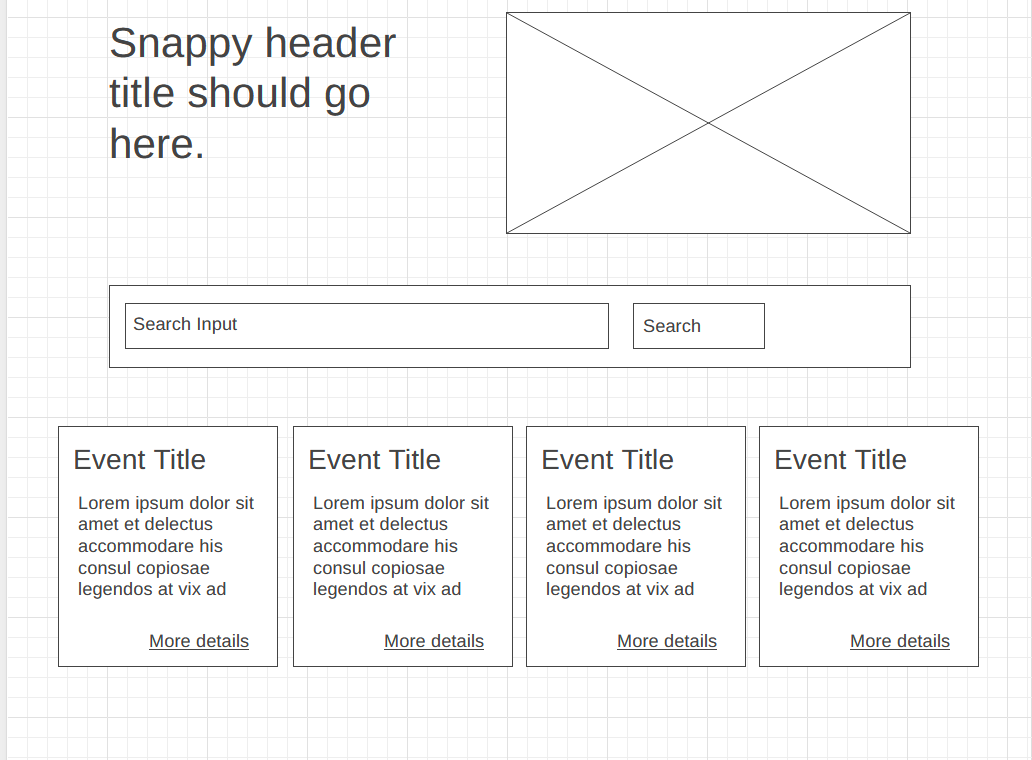 Snappy header
title should go
here.
Search Input
Search
Event Title
Lorem ipsum dolor sit
amet et delectus
accommodare his
consul copiosae
legendos at vix ad
More details
Event Title
Lorem ipsum dolor sit
amet et delectus
accommodare his
consul copiosae
legendos at vix ad
More details
Event Title
Lorem ipsum dolor sit
amet et delectus
accommodare his
consul copiosae
legendos at vix ad
More details
Event Title
Lorem ipsum dolor sit
amet et delectus
accommodare his
consul copiosae
legendos at vix ad
More details